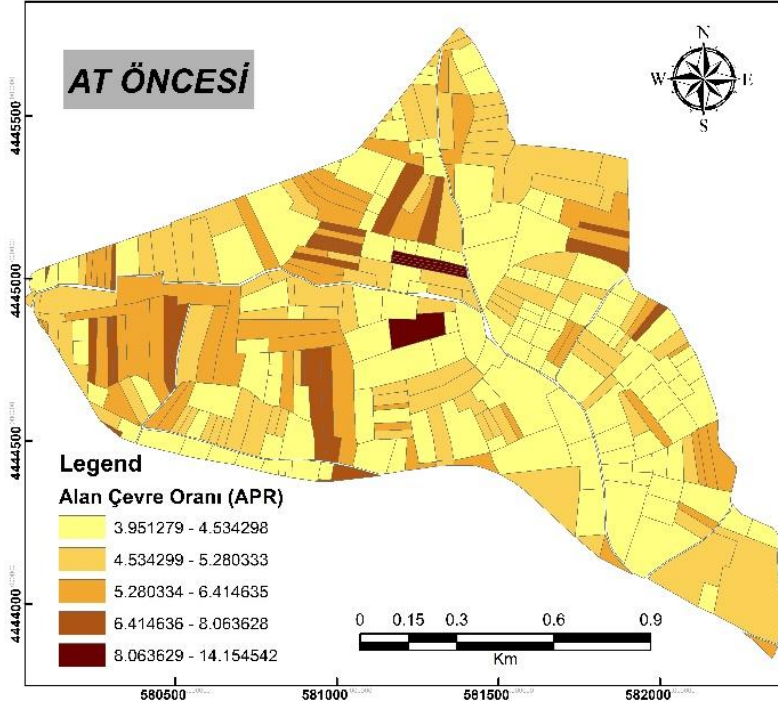 AT ÖNCESİ
N
W E
S
4445500
4445000
4444500
4444000
Legend
Alan Çevre Oranı (APR)
3.951279 - 4.534298
4.534299 - 5.280333
5.280334 - 6.414635
6.414636 - 8.063628
8.063629 - 14.154542
0 0.15 0.3 0.6 0.9
Km
580500 581000 581500 582000